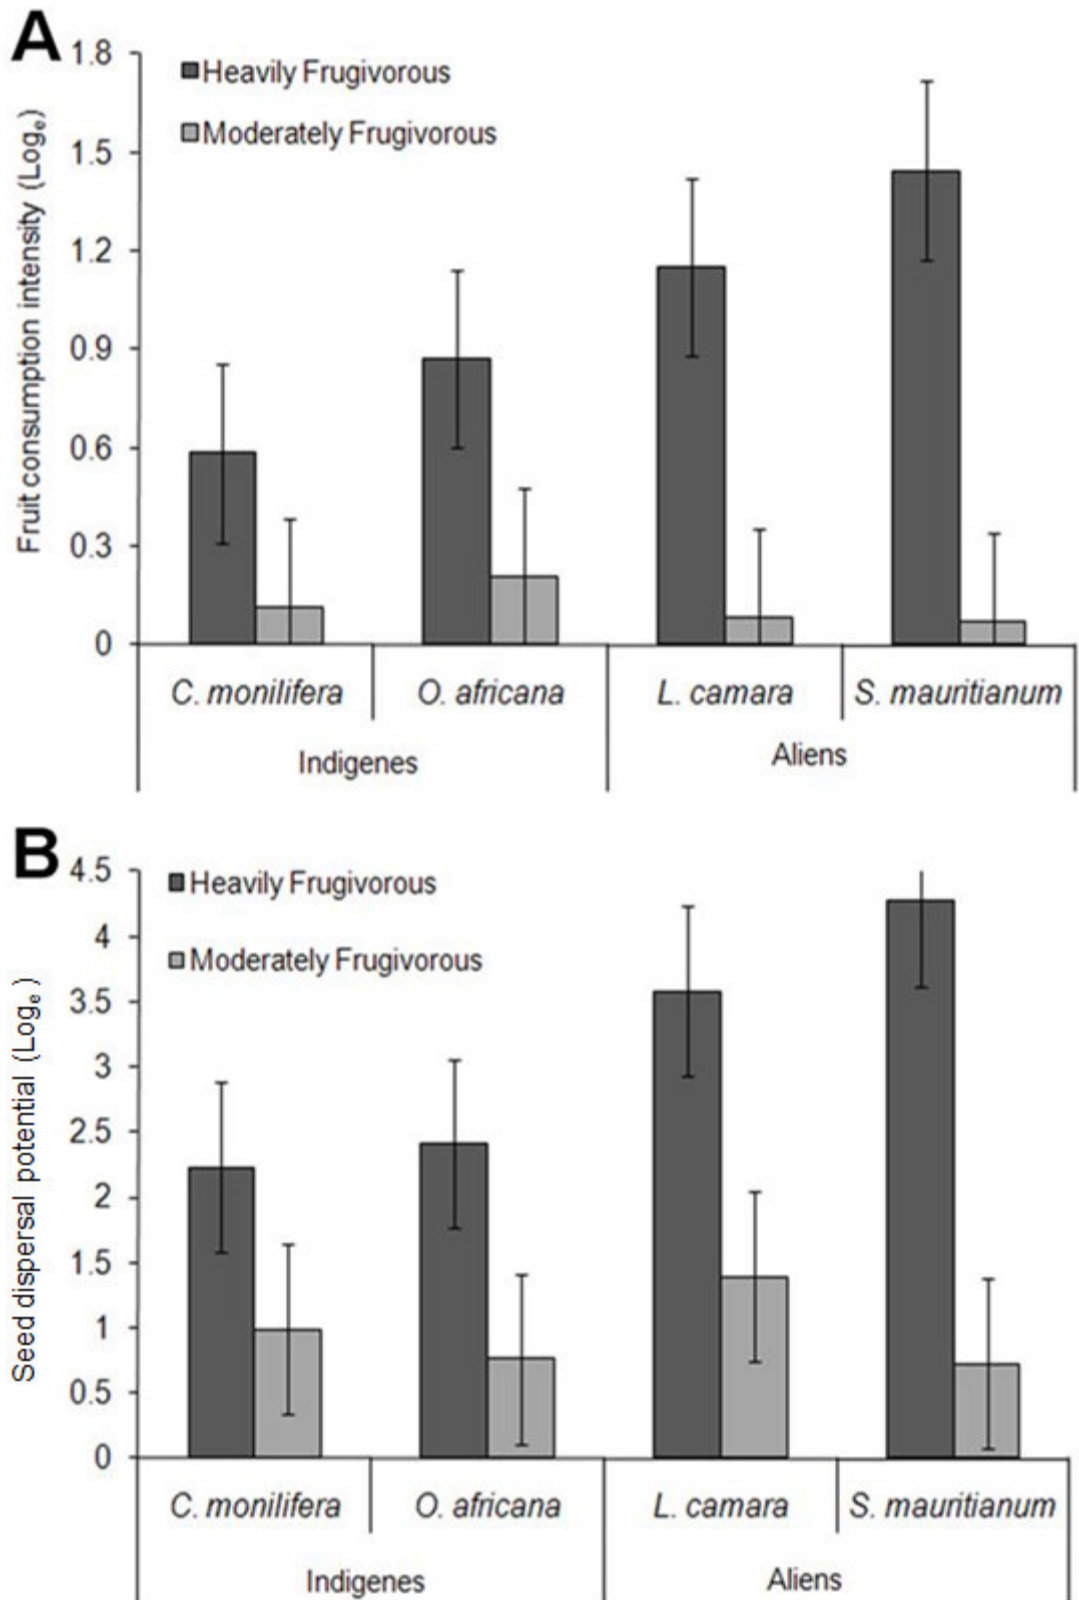 A
1.8
Heavily Frugivorous
Moderately Frugivorous
1.5
1.2
0.9
0.6
0.3
0
Fruit consumption intensity (Logₑ)
C. monilifera O. africana L. camara S. mauritianum
Indigenes Aliens
B
4.5
Heavily Frugivorous
4
Moderately Frugivorous
3.5
3
2.5
2
1.5
1
0.5
0
Seed dispersal potential (Logₑ)
C. monilifera O. africana L. camara S. mauritianum
Indigenes Aliens